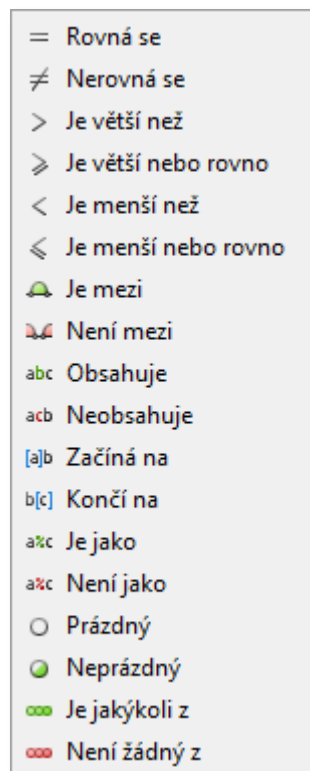 = Rovná se
≠ Nerovná se
> Je větší než
⩾ Je větší nebo rovno
< Je menší než
⩽ Je menší nebo rovno
Je mezi
Není mezi
abc Obsahuje
acb Neobsahuje
[a]b Začíná na
b[c] Končí na
a%c Je jako
a%c Není jako
Prázdný
Neprázdný
Je jakýkoli z
Není žádný z